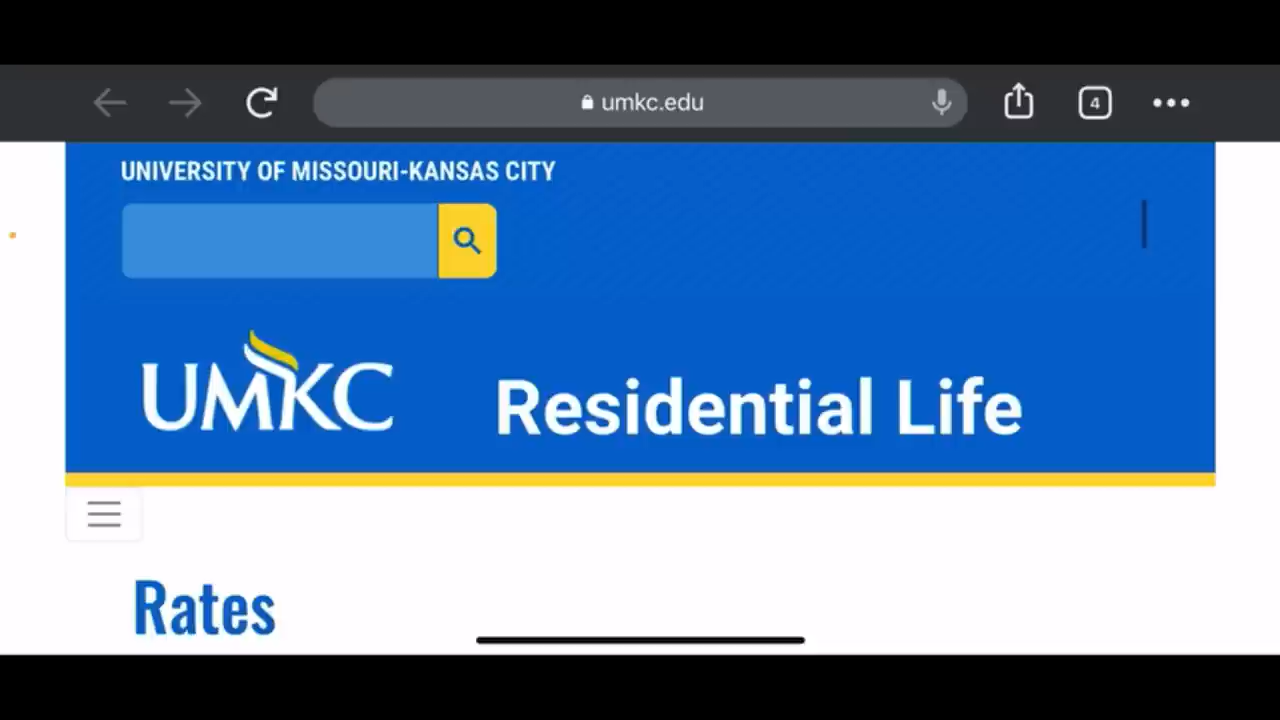 umkc.edu
4
UNIVERSITY OF MISSOURI-KANSAS CITY
UMKC
Residential Life
Rates